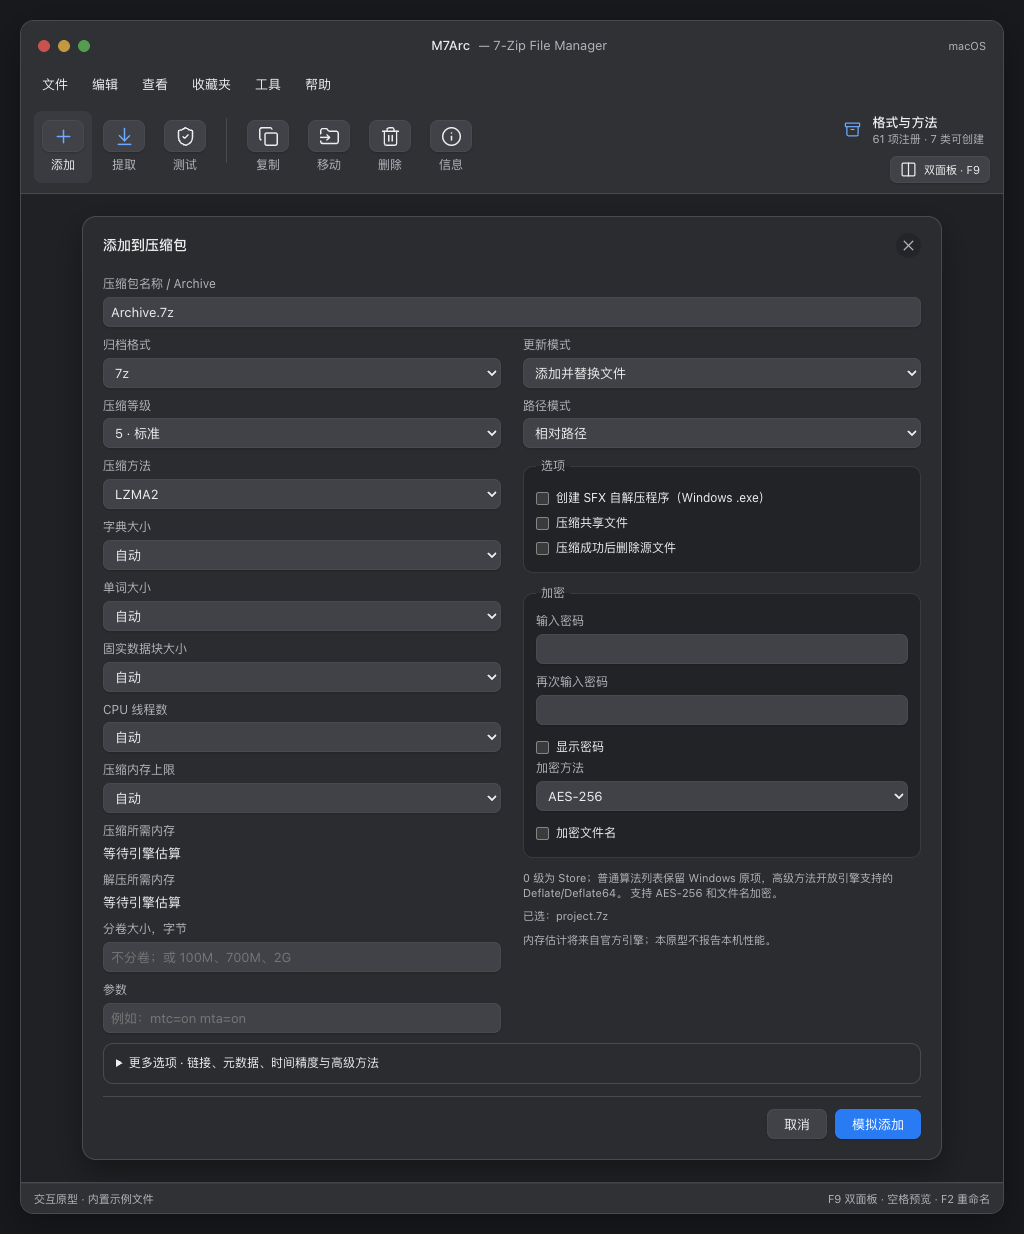 M7Arc — 7-Zip File Manager
macOS
文件 编辑 查看 收藏夹 工具 帮助
添加 提取 测试 复制 移动 删除 信息
格式与方法
61 项注册 · 7 类可创建
双面板 · F9
添加到压缩包
压缩包名称 / Archive
Archive.7z
归档格式
7z
压缩等级
5 · 标准
压缩方法
LZMA2
字典大小
自动
单词大小
自动
固实数据块大小
自动
CPU 线程数
自动
压缩内存上限
自动
压缩所需内存
等待引擎估算
解压所需内存
等待引擎估算
分卷大小，字节
不分卷；或 100M、700M、2G
参数
例如：mtc=on mta=on
更新模式
添加并替换文件
路径模式
相对路径
选项
创建 SFX 自解压程序（Windows .exe）
压缩共享文件
压缩成功后删除源文件
加密
输入密码
再次输入密码
显示密码
加密方法
AES-256
加密文件名
0 级为 Store；普通算法列表保留 Windows 原项，高级方法开放引擎支持的
Deflate/Deflate64。 支持 AES-256 和文件名加密。
已选：project.7z
内存估计将来自官方引擎；本原型不报告本机性能。
更多选项 · 链接、元数据、时间精度与高级方法
取消 模拟添加
交互原型 · 内置示例文件
F9 双面板 · 空格预览 · F2 重命名